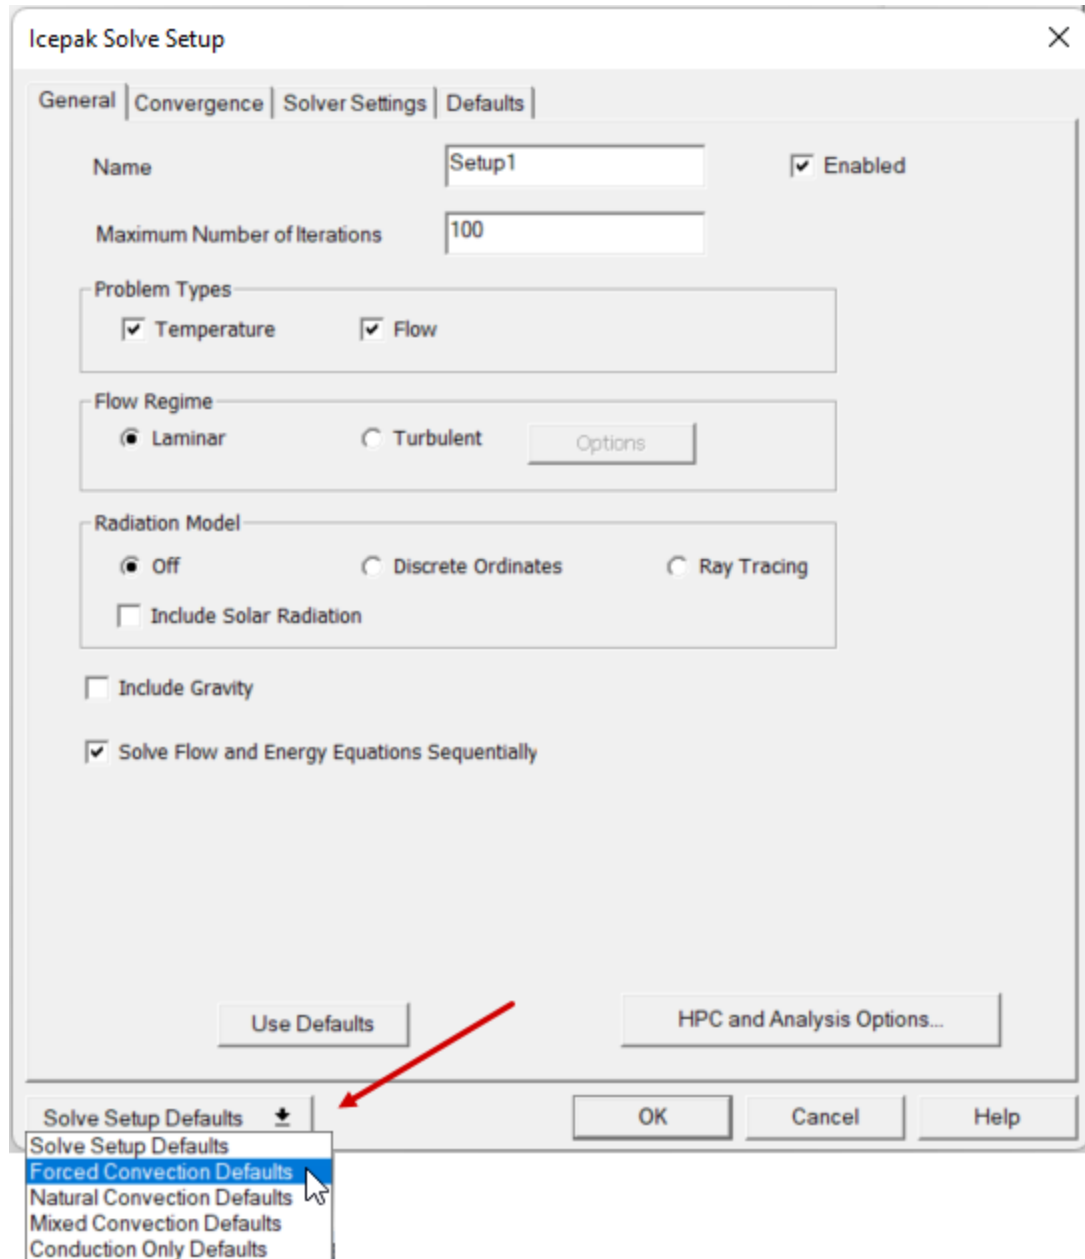 Icepak Solve Setup
General Convergence Solver Settings Defaults
Name Setup1 Enabled
Maximum Number of Iterations 100
Problem Types
Temperature Flow
Flow Regime
Laminar Turbulent Options
Radiation Model
Off Discrete Ordinates Ray Tracing
Include Solar Radiation
Include Gravity
Solve Flow and Energy Equations Sequentially
Use Defaults HPC and Analysis Options...
Solve Setup Defaults OK Cancel Help
Solve Setup Defaults
Forced Convection Defaults
Natural Convection Defaults
Mixed Convection Defaults
Conduction Only Defaults